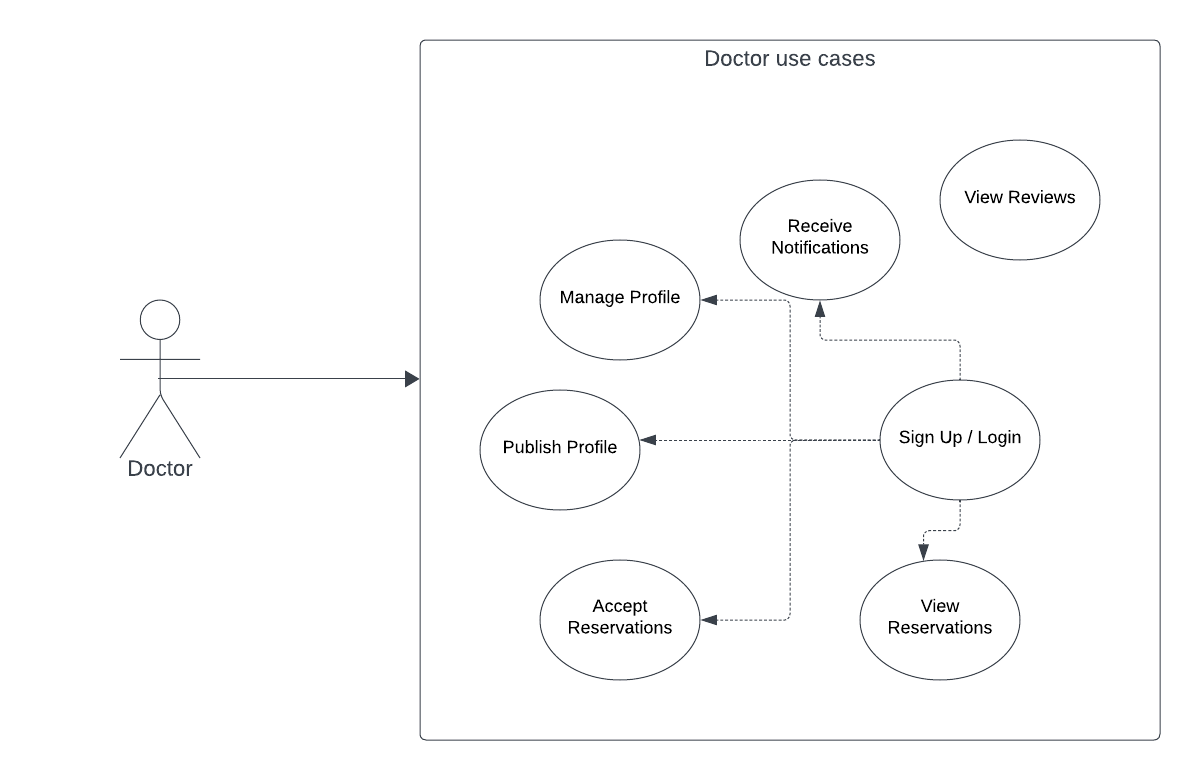 Doctor use cases
View Reviews
Receive
Notifications
Manage Profile
Sign Up / Login
Publish Profile
Doctor
Accept
Reservations
View
Reservations